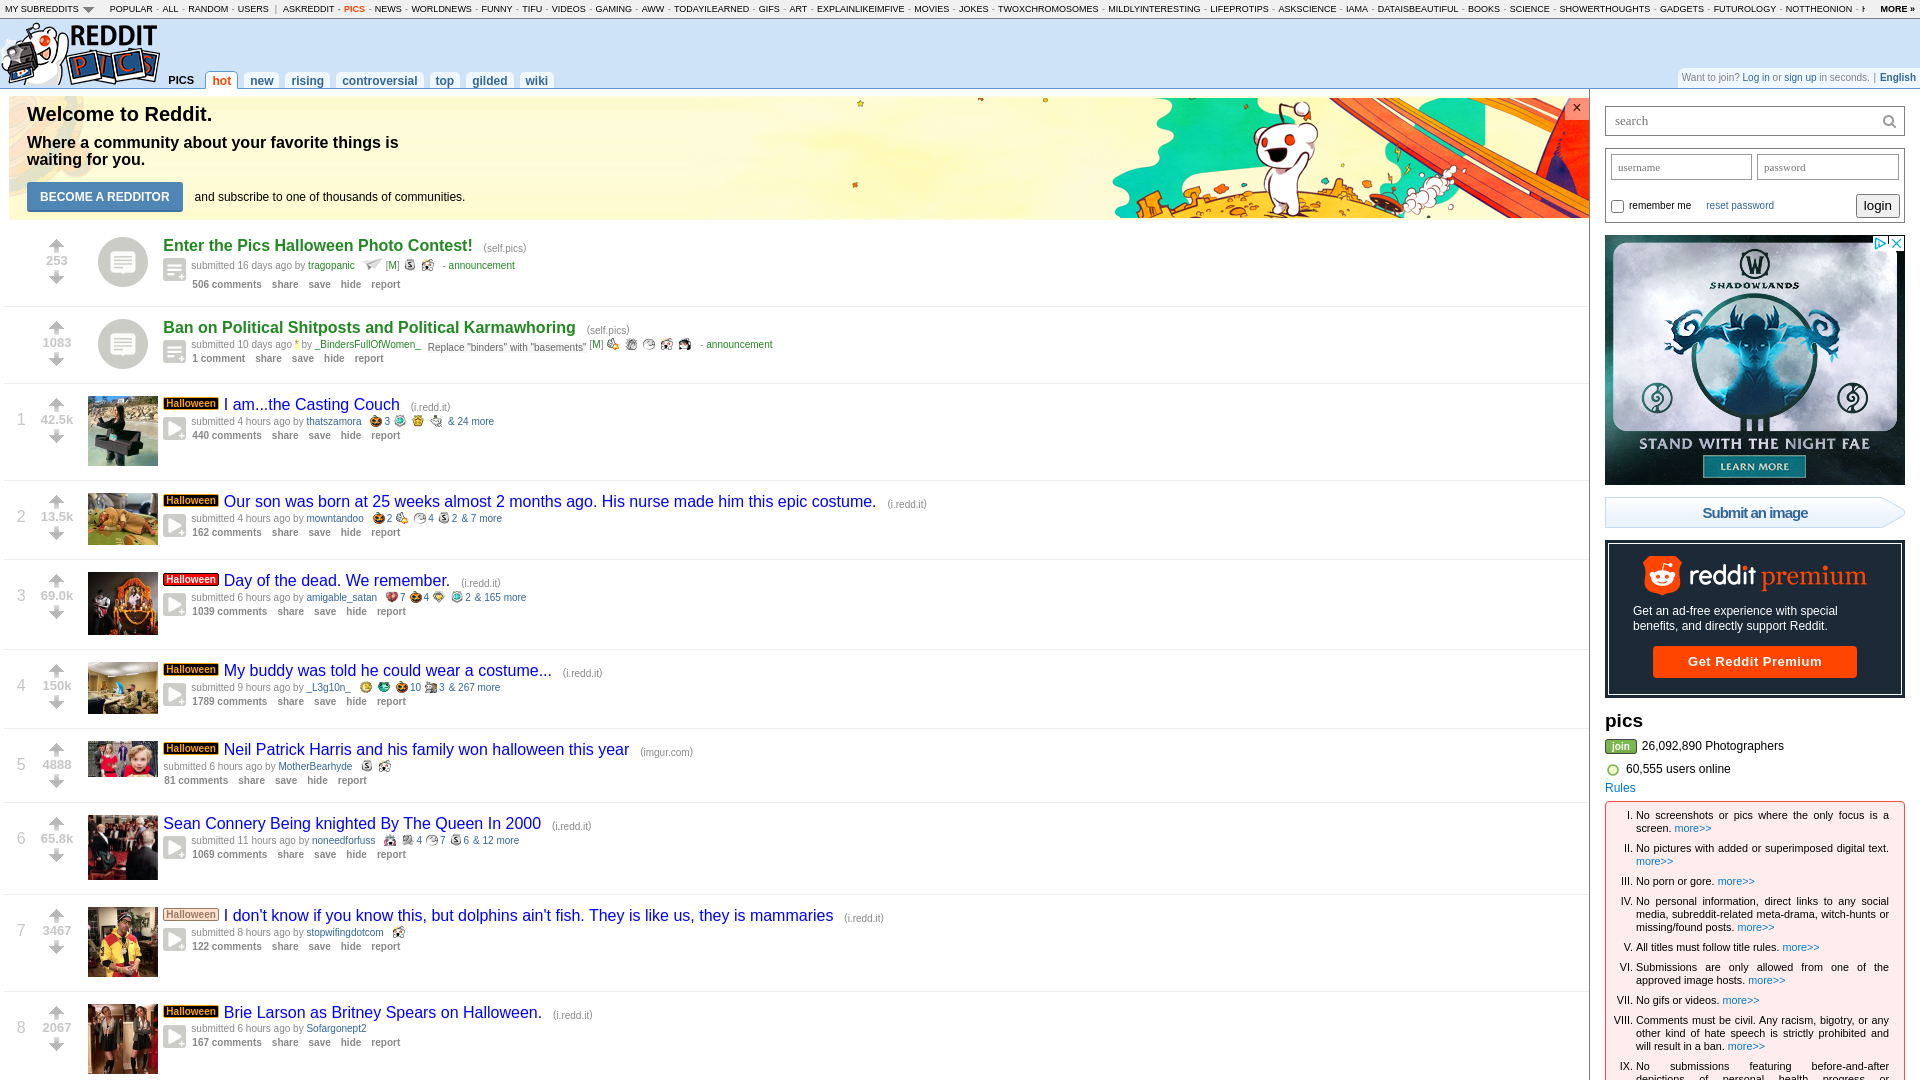 MY SUBREDDITS POPULAR - ALL - RANDOM - USERS | ASKREDDIT - PICS - NEWS - WORLDNEWS - FUNNY - TIFU - VIDEOS - GAMING - AWW - TODAYILEARNED - GIFS - ART - EXPLAINLIKEIMFIVE - MOVIES - JOKES - TWOXCHROMOSOMES - MILDLYINTERESTING - LIFEPROTIPS - ASKSCIENCE - IAMA - DATAISBEAUTIFUL - BOOKS - SCIENCE - SHOWERTHOUGHTS - GADGETS - FUTUROLOGY - NOTTHEONION - MORE »
REDDIT
PICS
PICS hot new rising controversial top gilded wiki
Want to join? Log in or sign up in seconds. | English
Welcome to Reddit.
Where a community about your favorite things is
waiting for you.
BECOME A REDDITOR and subscribe to one of thousands of communities.
×
253
Enter the Pics Halloween Photo Contest! (self.pics)
submitted 16 days ago by tragopanic [M] - announcement
506 comments share save hide report
1083
Ban on Political Shitposts and Political Karmawhoring (self.pics)
submitted 10 days ago * by _BindersFullOfWomen_ Replace "binders" with "basements" [M] - announcement
1 comment share save hide report
1
42.5k
Halloween I am...the Casting Couch (i.redd.it)
submitted 4 hours ago by thatszamora 3 & 24 more
440 comments share save hide report
2
13.5k
Halloween Our son was born at 25 weeks almost 2 months ago. His nurse made him this epic costume. (i.redd.it)
submitted 4 hours ago by mowntandoo 2 4 2 & 7 more
162 comments share save hide report
3
69.0k
Halloween Day of the dead. We remember. (i.redd.it)
submitted 6 hours ago by amigable_satan 7 4 2 & 165 more
1039 comments share save hide report
4
150k
Halloween My buddy was told he could wear a costume... (i.redd.it)
submitted 9 hours ago by _L3g10n_ 10 3 & 267 more
1789 comments share save hide report
5
4888
Halloween Neil Patrick Harris and his family won halloween this year (imgur.com)
submitted 6 hours ago by MotherBearhyde
81 comments share save hide report
6
65.8k
Sean Connery Being knighted By The Queen In 2000 (i.redd.it)
submitted 11 hours ago by noneedforfuss 4 7 6 & 12 more
1069 comments share save hide report
7
3467
Halloween I don't know if you know this, but dolphins ain't fish. They is like us, they is mammaries (i.redd.it)
submitted 8 hours ago by stopwifingdotcom
122 comments share save hide report
8
2067
Halloween Brie Larson as Britney Spears on Halloween. (i.redd.it)
submitted 6 hours ago by Sofargonept2
167 comments share save hide report
search
username password
remember me reset password login
SHADOWLANDS
STAND WITH THE NIGHT FAE
LEARN MORE
Submit an image
reddit premium
Get an ad-free experience with special
benefits, and directly support Reddit.
Get Reddit Premium
pics
join 26,092,890 Photographers
60,555 users online
Rules
I. No screenshots or pics where the only focus is a
screen. more>>
II. No pictures with added or superimposed digital text.
more>>
III. No porn or gore. more>>
IV. No personal information, direct links to any social
media, subreddit-related meta-drama, witch-hunts or
missing/found posts. more>>
V. All titles must follow title rules. more>>
VI. Submissions are only allowed from one of the
approved image hosts. more>>
VII. No gifs or videos. more>>
VIII. Comments must be civil. Any racism, bigotry, or any
other kind of hate speech is strictly prohibited and
will result in a ban. more>>
IX. No submissions featuring before-and-after
depictions of personal health progress or